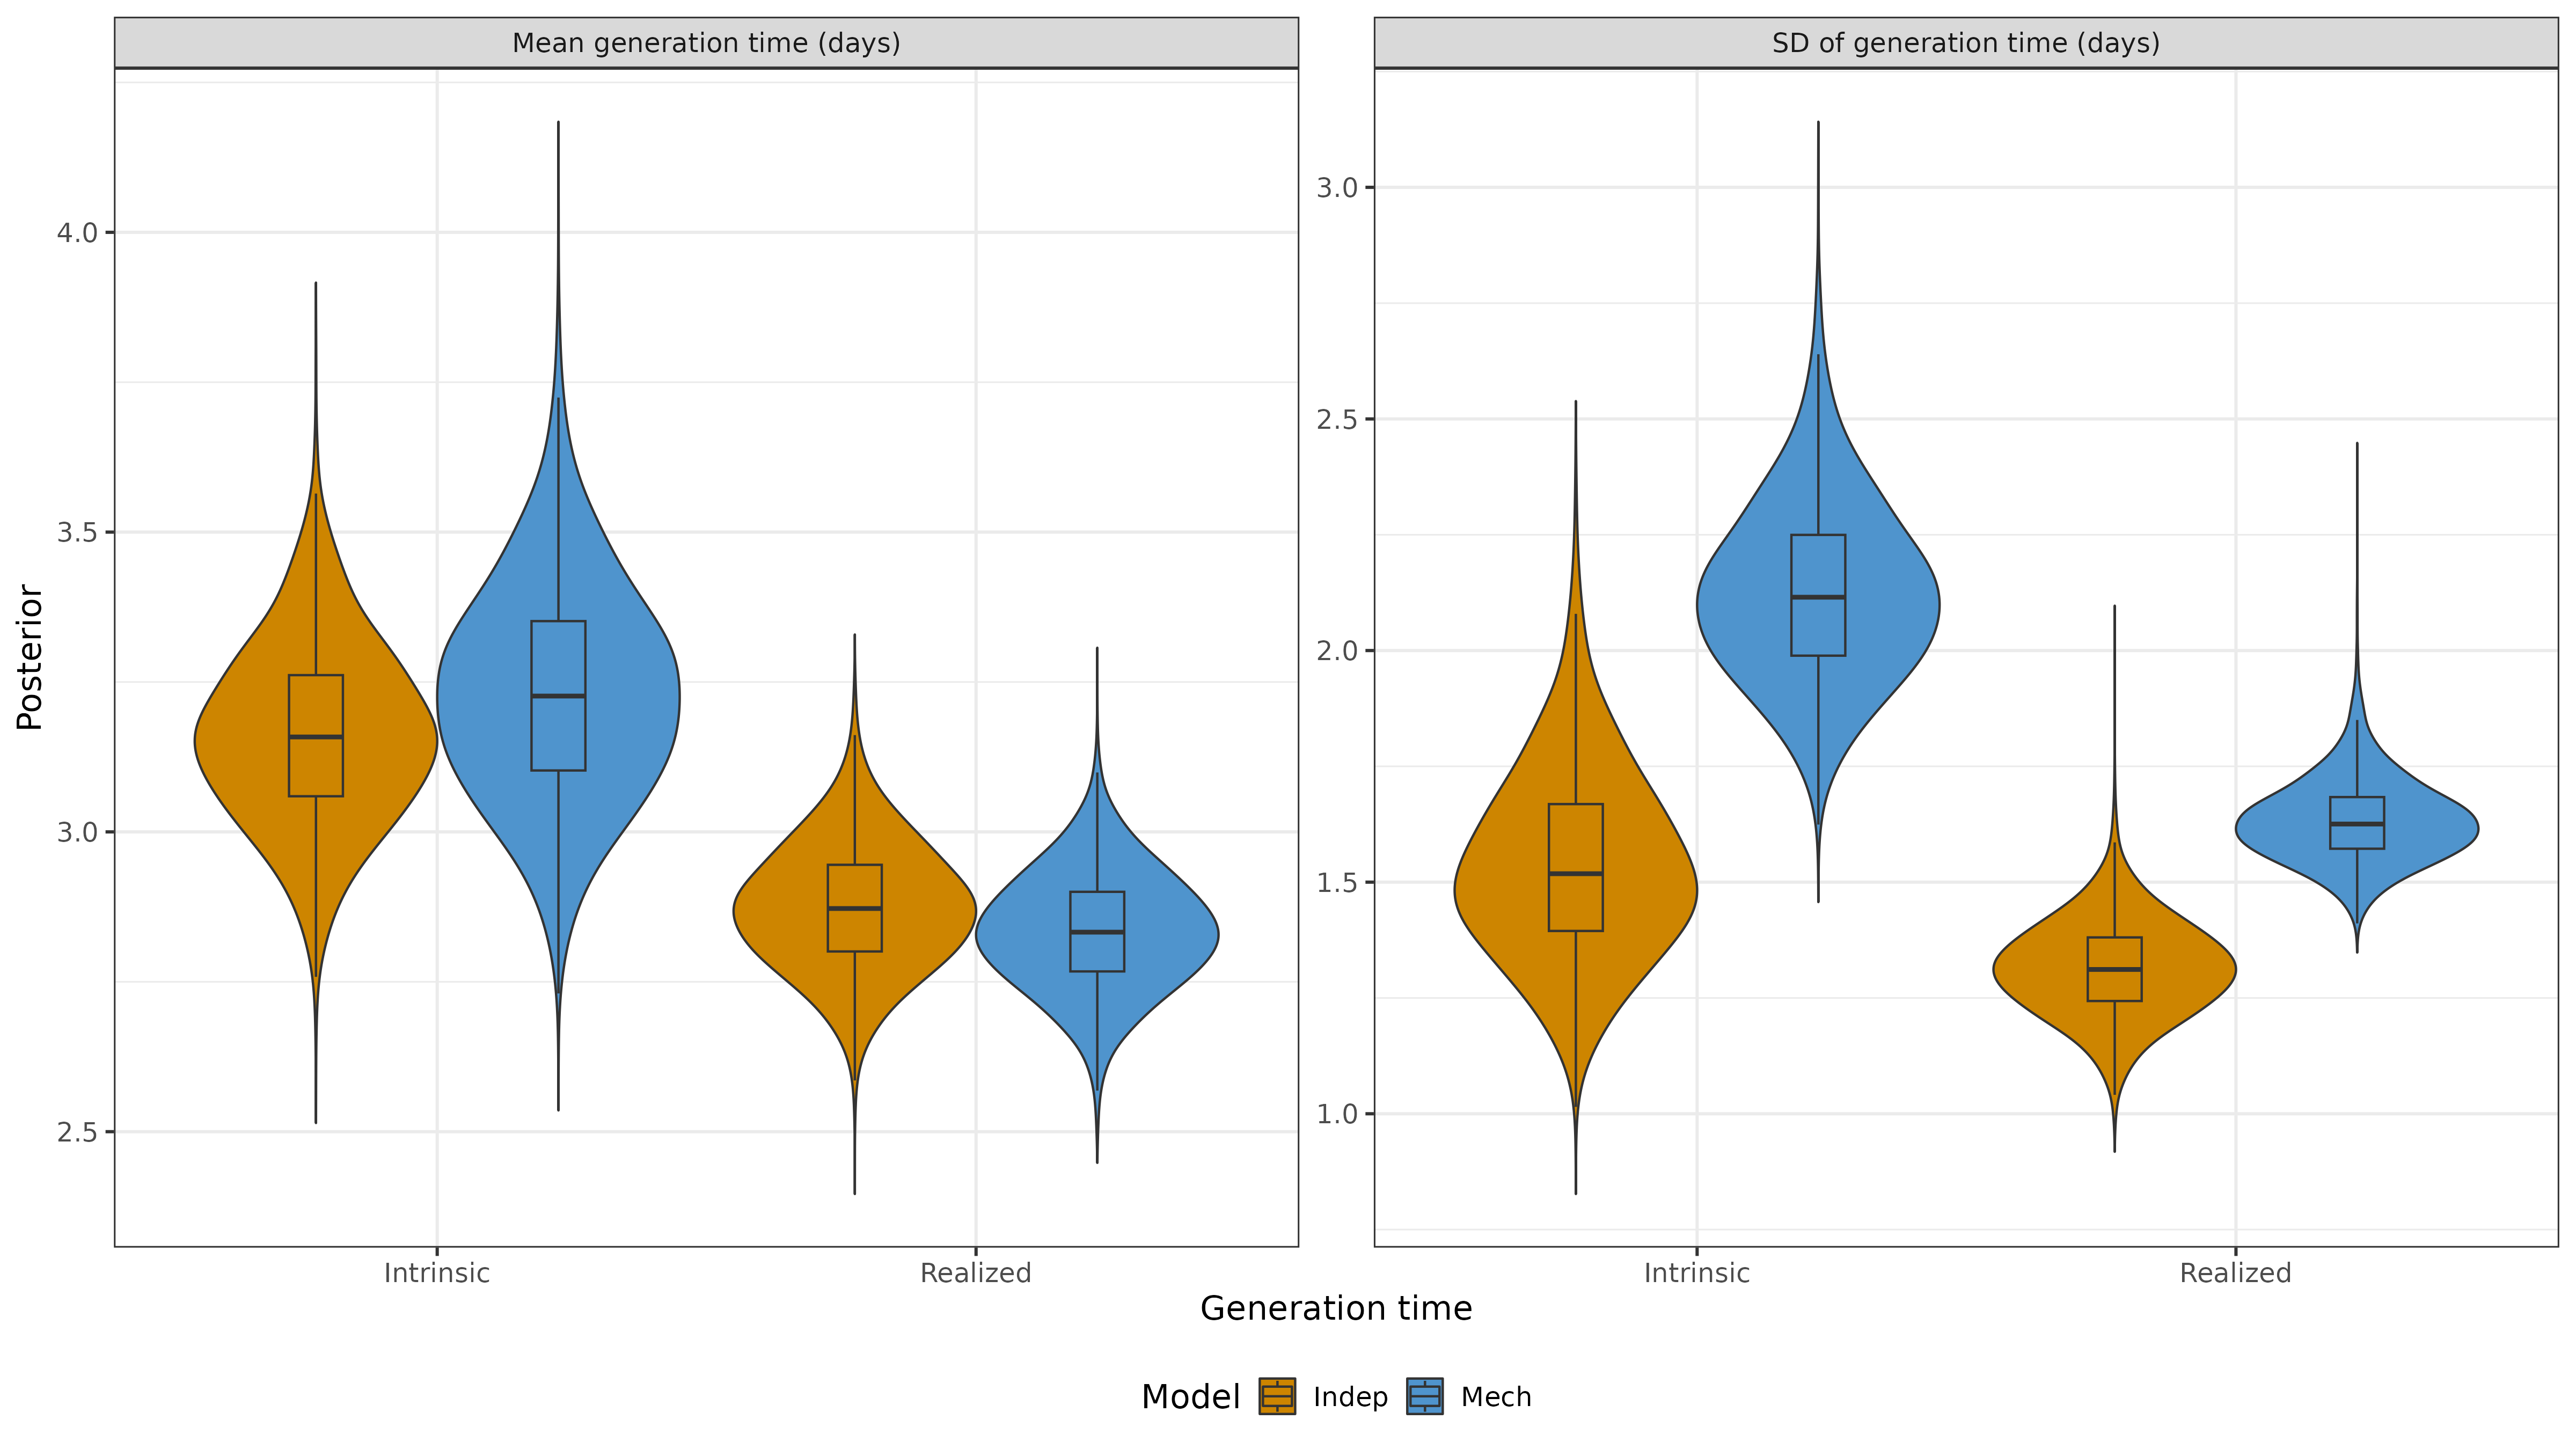 Mean generation time (days)
SD of generation time (days)
Posterior
4.0
3.5
3.0
2.5
3.0
2.5
2.0
1.5
1.0
Intrinsic
Realized
Intrinsic
Realized
Generation time
Model Indep Mech